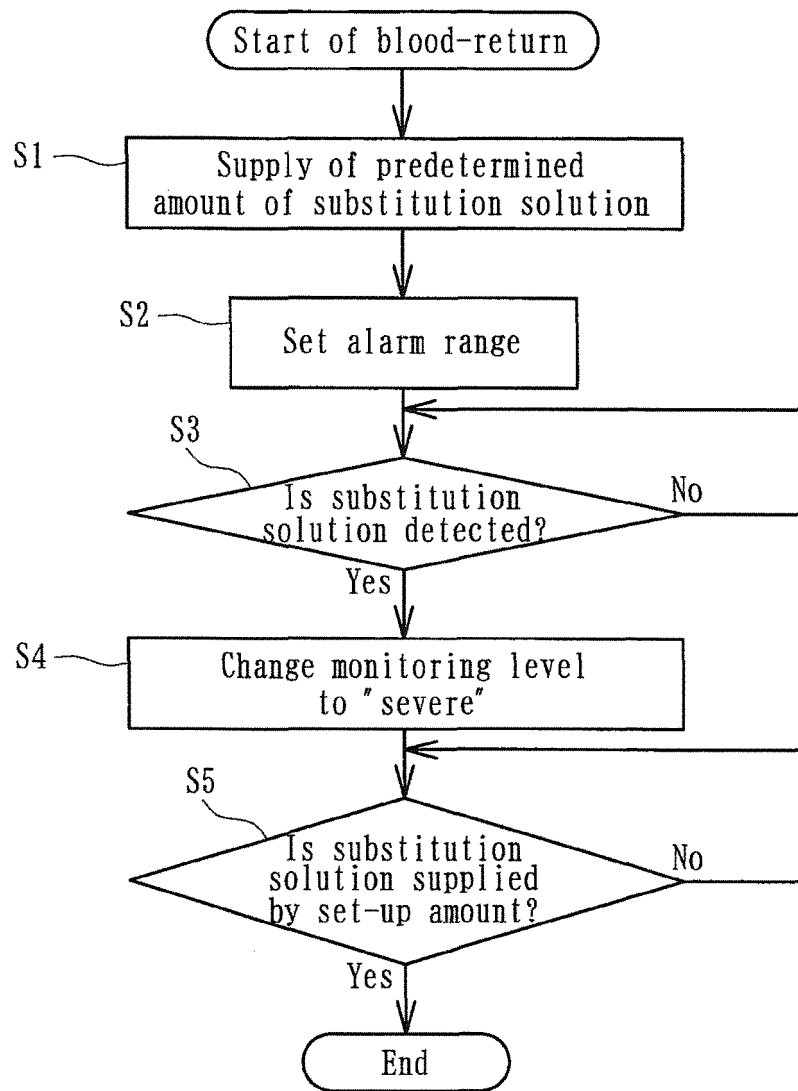 Start of blood-return
S1
Supply of predetermined
amount of substitution solution
S2
Set alarm range
S3
Is substitution
solution detected?
No
Yes
S4
Change monitoring level
to "severe"
S5
Is substitution
solution supplied
by set-up amount?
No
Yes
End